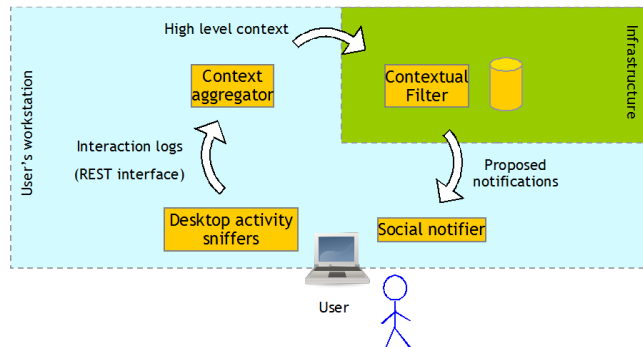 High level context
Infrastructure
Context
aggregator
Contextual
Filter
User's workstation
Interaction logs
(REST interface)
Proposed
notifications
Desktop activity
sniffers
Social notifier
User